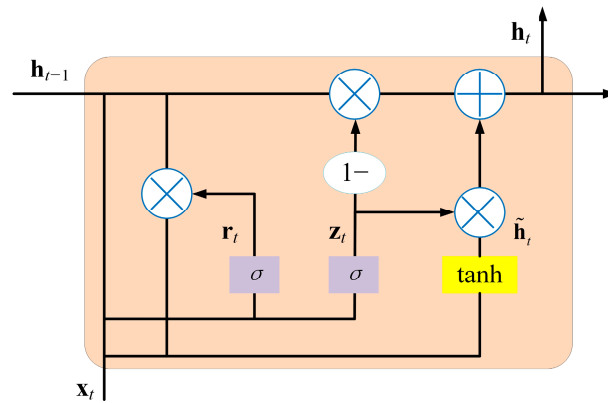 h_t
h_{t−1}
1−
r_t
z_t
h̃_t
σ
σ
tanh
x_t